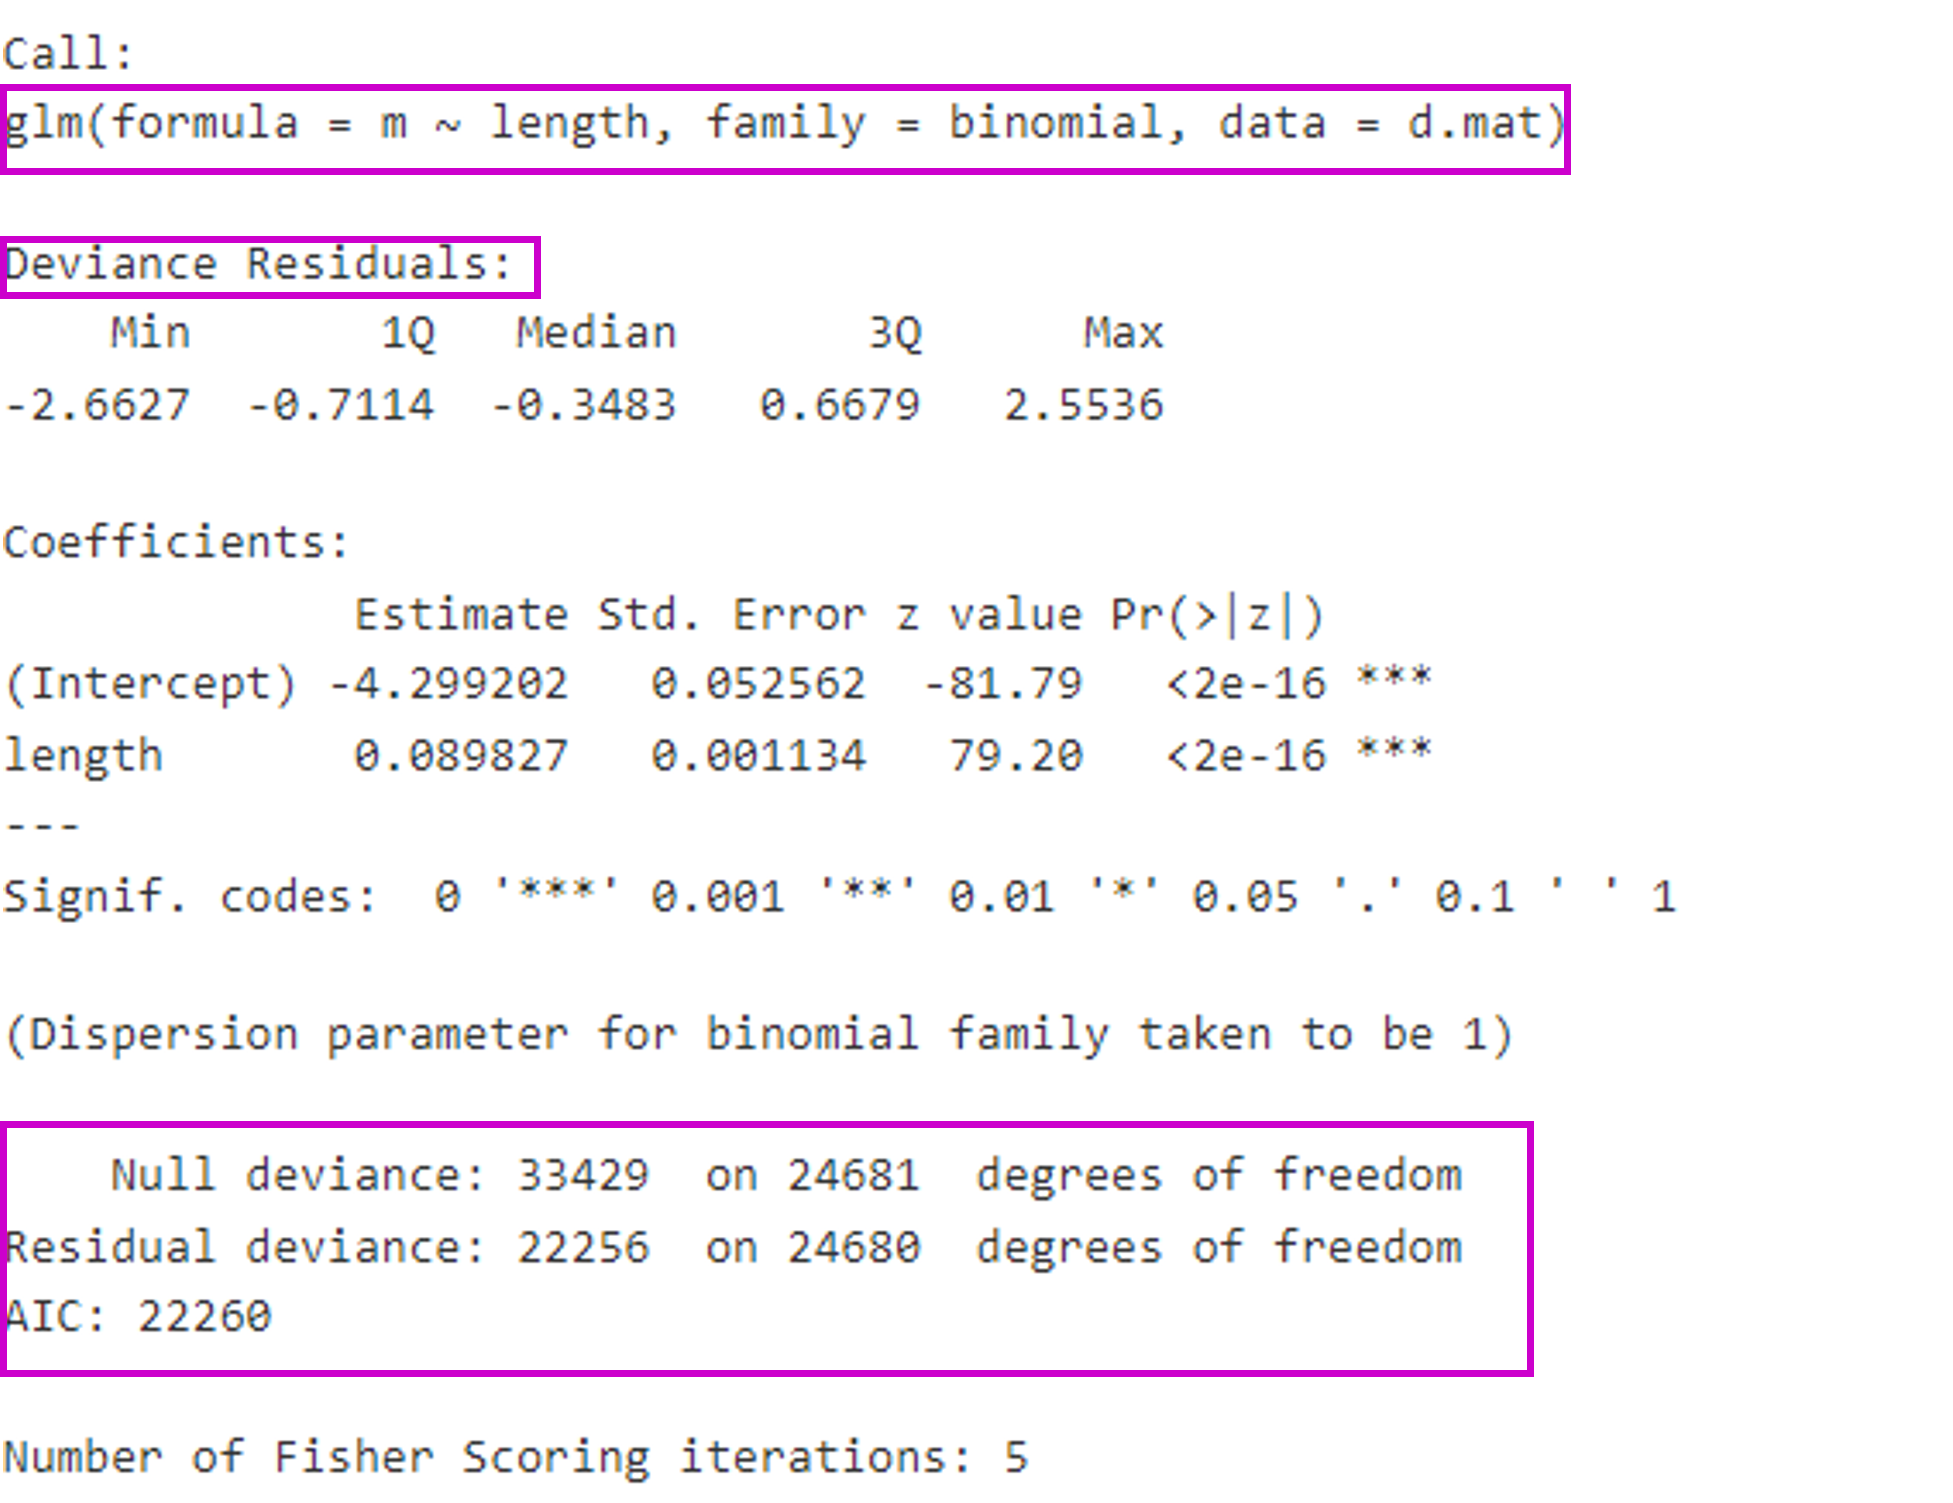 Call:
glm(formula = m ~ length, family = binomial, data = d.mat)
Deviance Residuals:
    Min       1Q   Median       3Q      Max
-2.6627  -0.7114  -0.3483   0.6679   2.5536
Coefficients:
             Estimate Std. Error z value Pr(>|z|)
(Intercept) -4.299202   0.052562  -81.79   <2e-16 ***
length       0.089827   0.001134   79.20   <2e-16 ***
---
Signif. codes:  0 '***' 0.001 '**' 0.01 '*' 0.05 '.' 0.1 ' ' 1
(Dispersion parameter for binomial family taken to be 1)
    Null deviance: 33429  on 24681  degrees of freedom
Residual deviance: 22256  on 24680  degrees of freedom
AIC: 22260
Number of Fisher Scoring iterations: 5